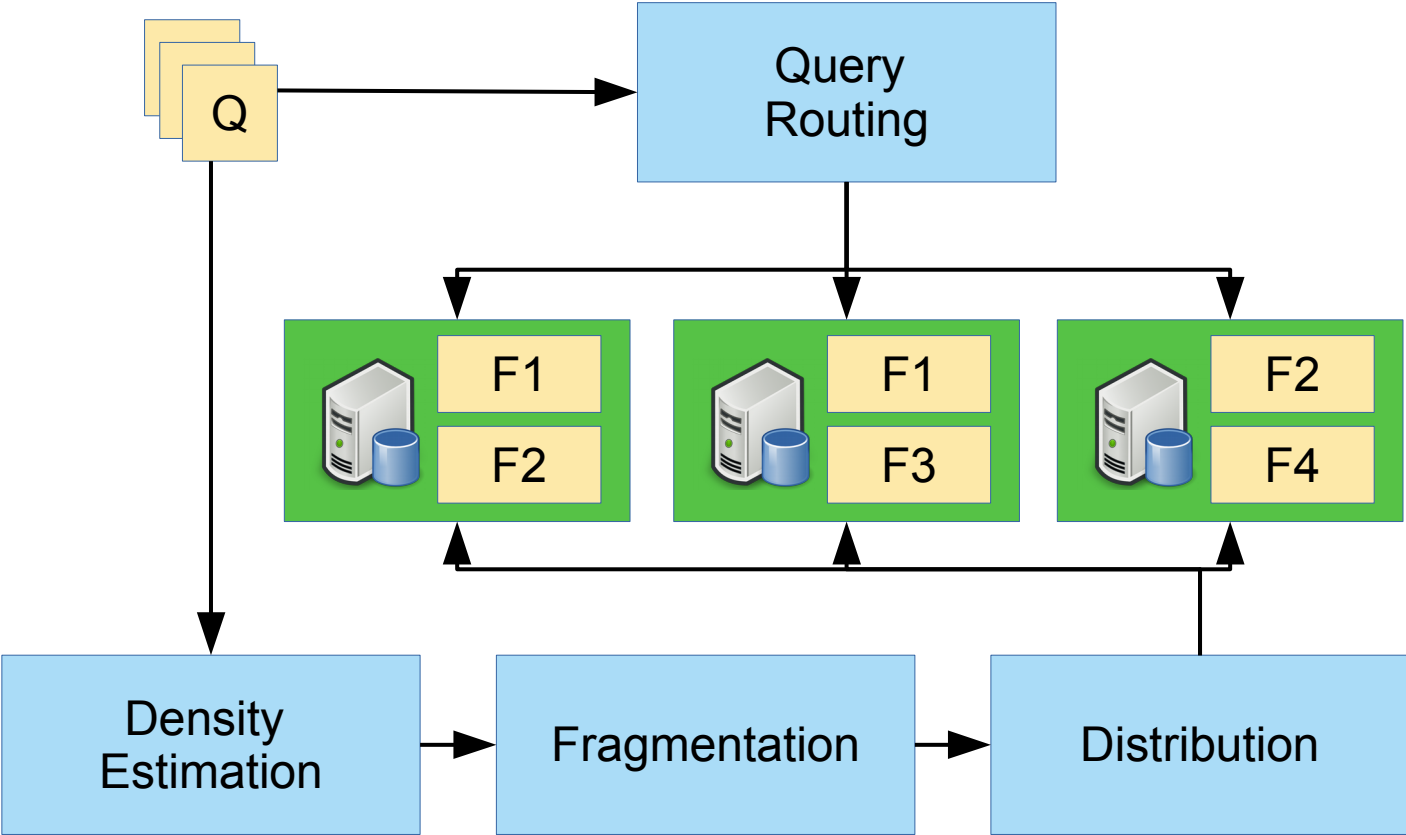 Q
Query
Routing
F1
F2
F1
F3
F2
F4
Density
Estimation
Fragmentation
Distribution